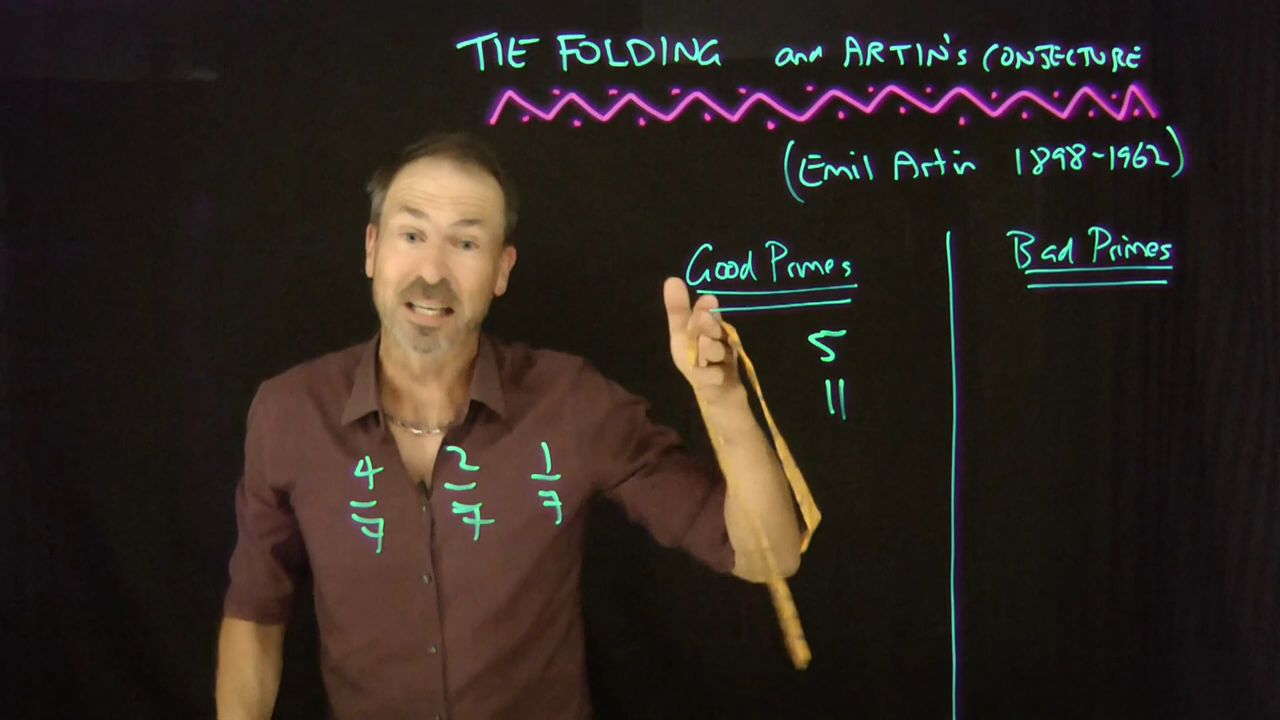 TIE FOLDING and ARTIN's CONJECTURE
(Emil Artin 1898-1962)
Good Primes
Bad Primes
5
11
4/7 2/7 1/7